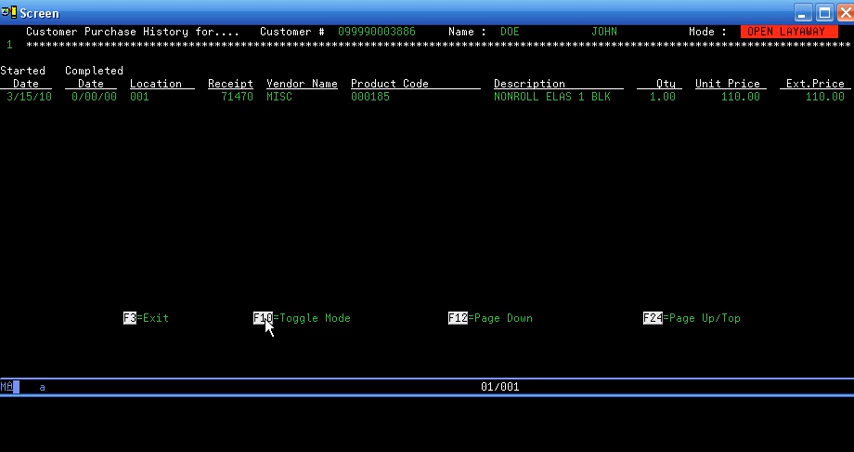 Screen
Customer Purchase History for.... Customer # 099990003886 Name : DOE JOHN Mode : OPEN LAYAWAY
1 ****************************************************************************************************************************
Started Completed
Date Date Location Receipt Vendor Name Product Code Description Qty Unit Price Ext.Price
3/15/10 0/00/00 001 71470 MISC 000185 NONROLL ELAS 1 BLK 1.00 110.00 110.00
F3=Exit F10=Toggle Mode F12=Page Down F24=Page Up/Top
MA a 01/001